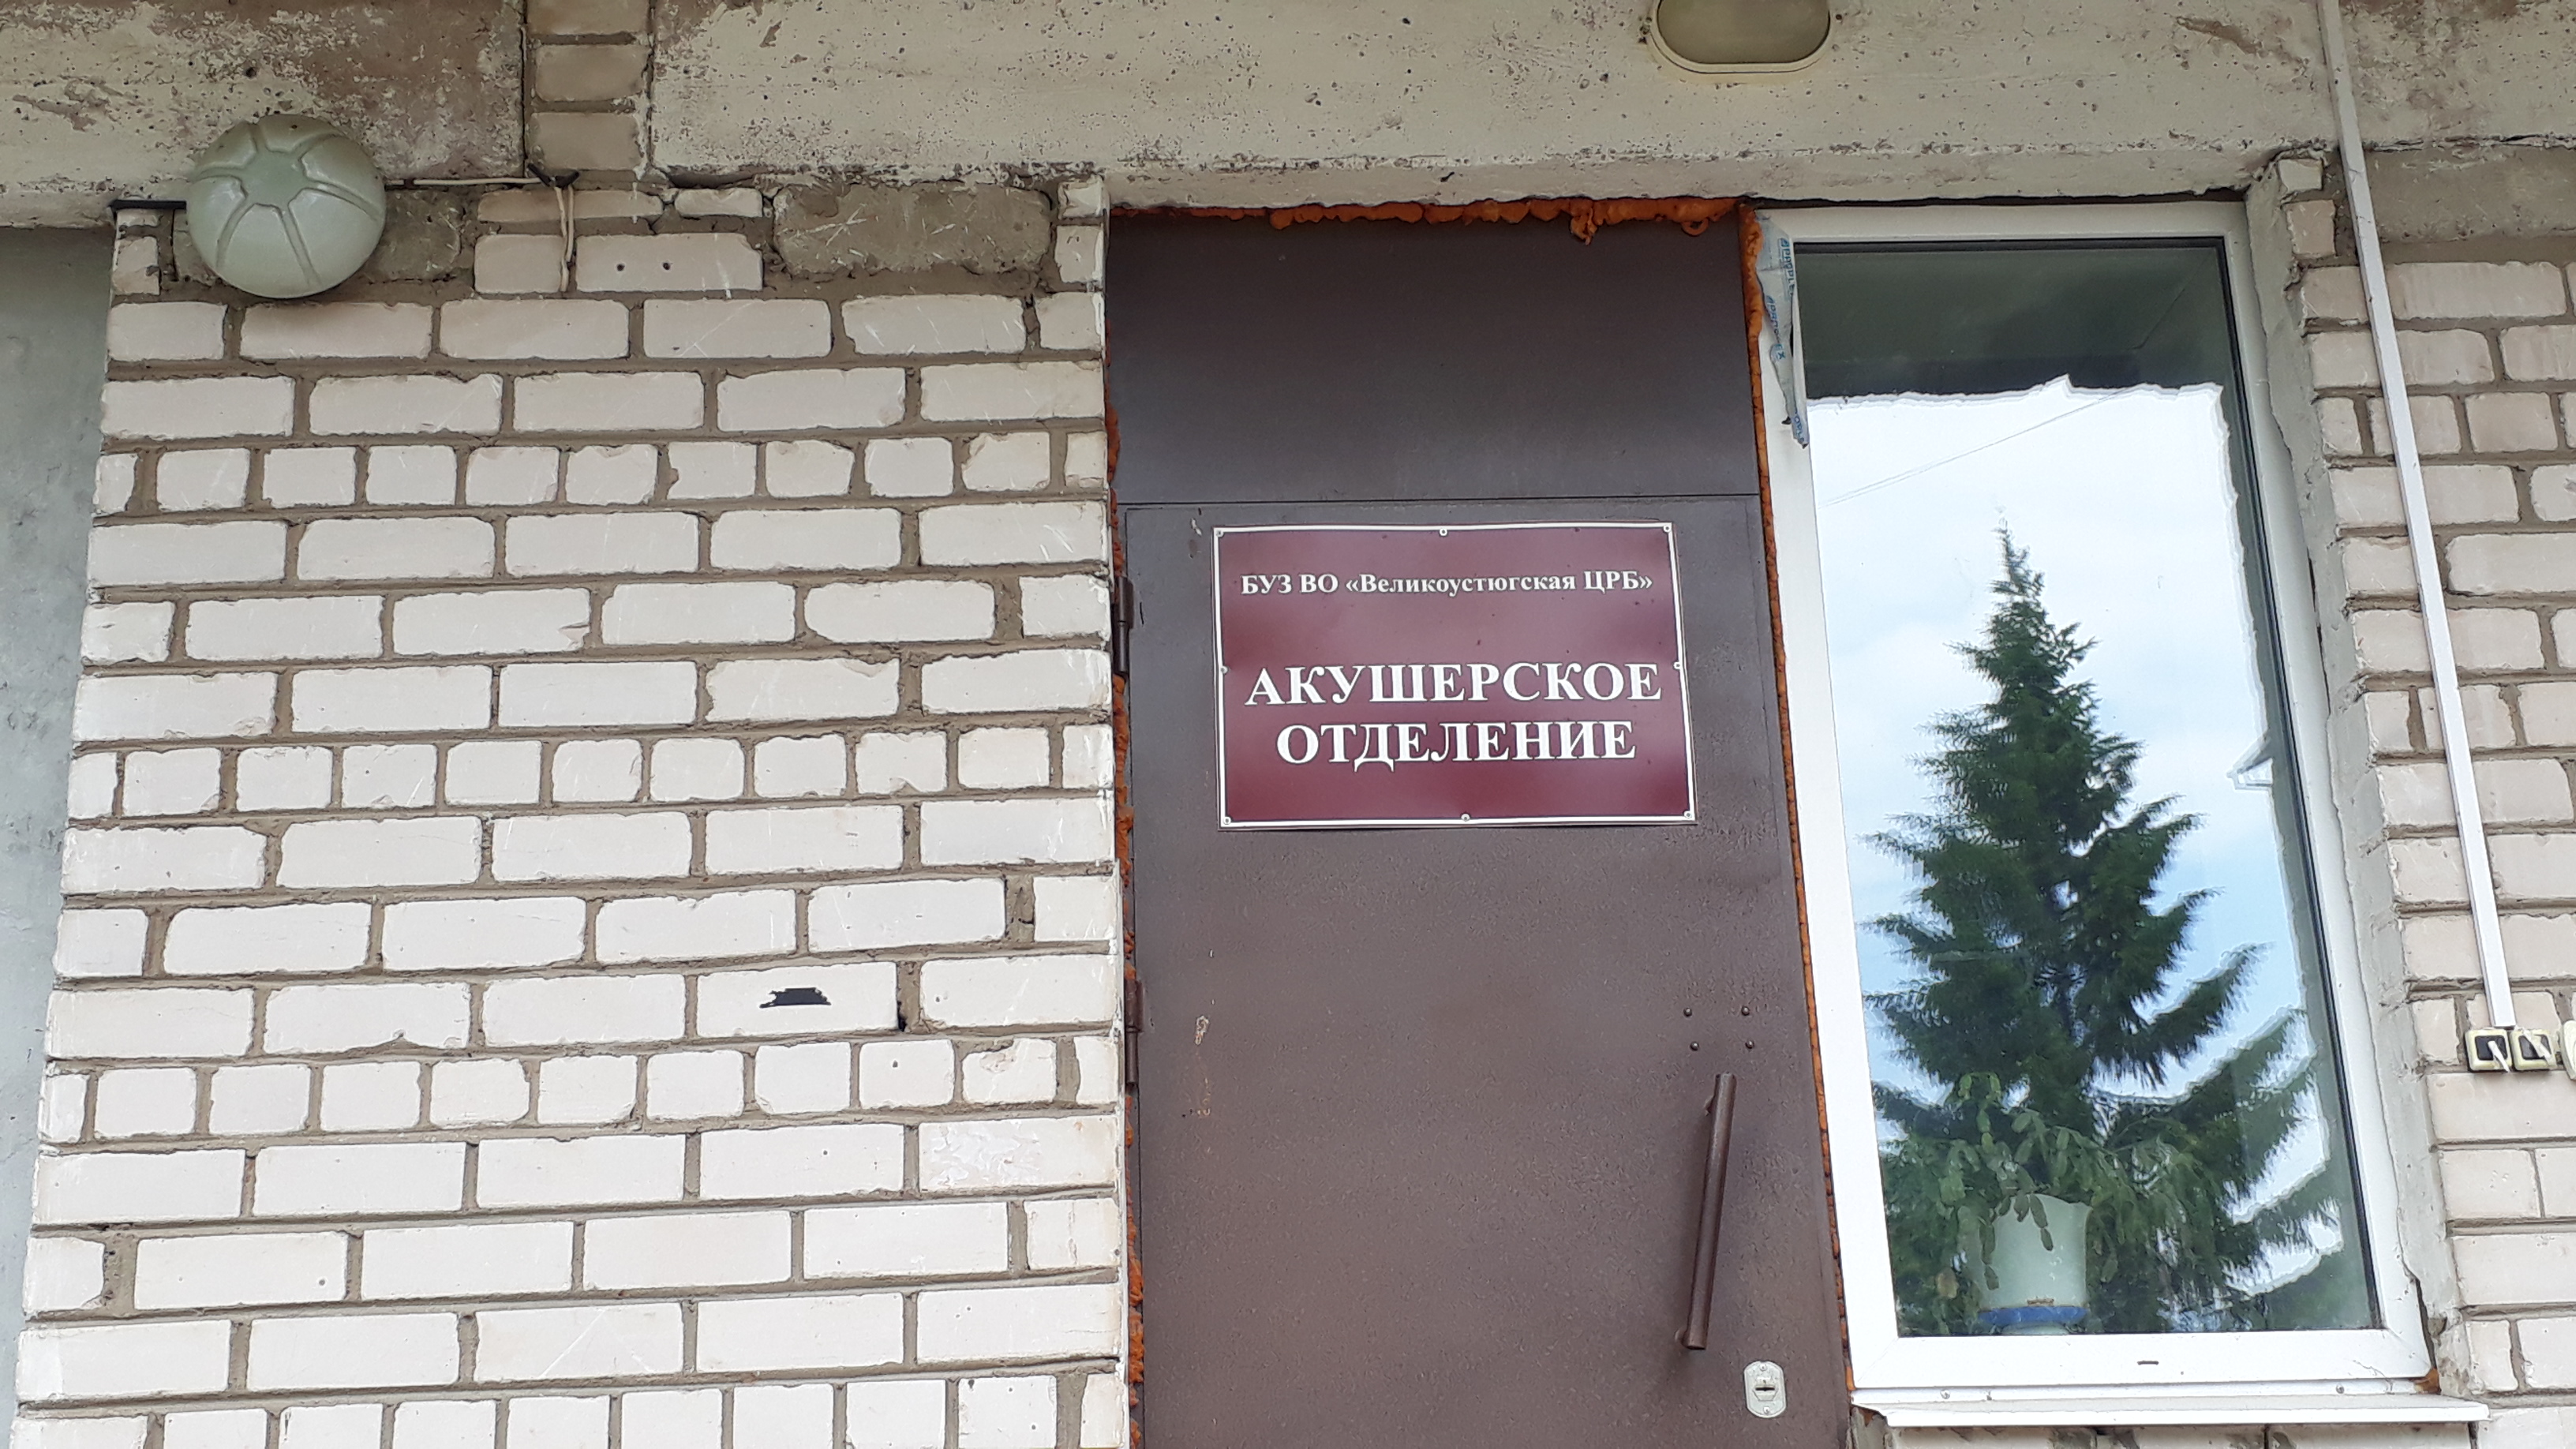 БУЗ ВО «Великоустюгская ЦРБ»
АКУШЕРСКОЕ
ОТДЕЛЕНИЕ